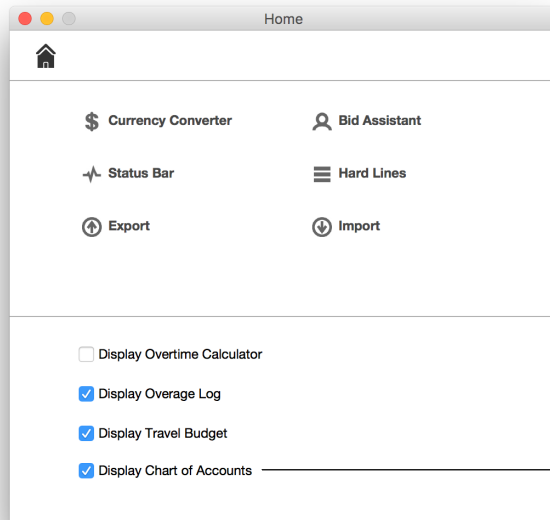 Home
Currency Converter
Bid Assistant
Status Bar
Hard Lines
Export
Import
Display Overtime Calculator
Display Overage Log
Display Travel Budget
Display Chart of Accounts